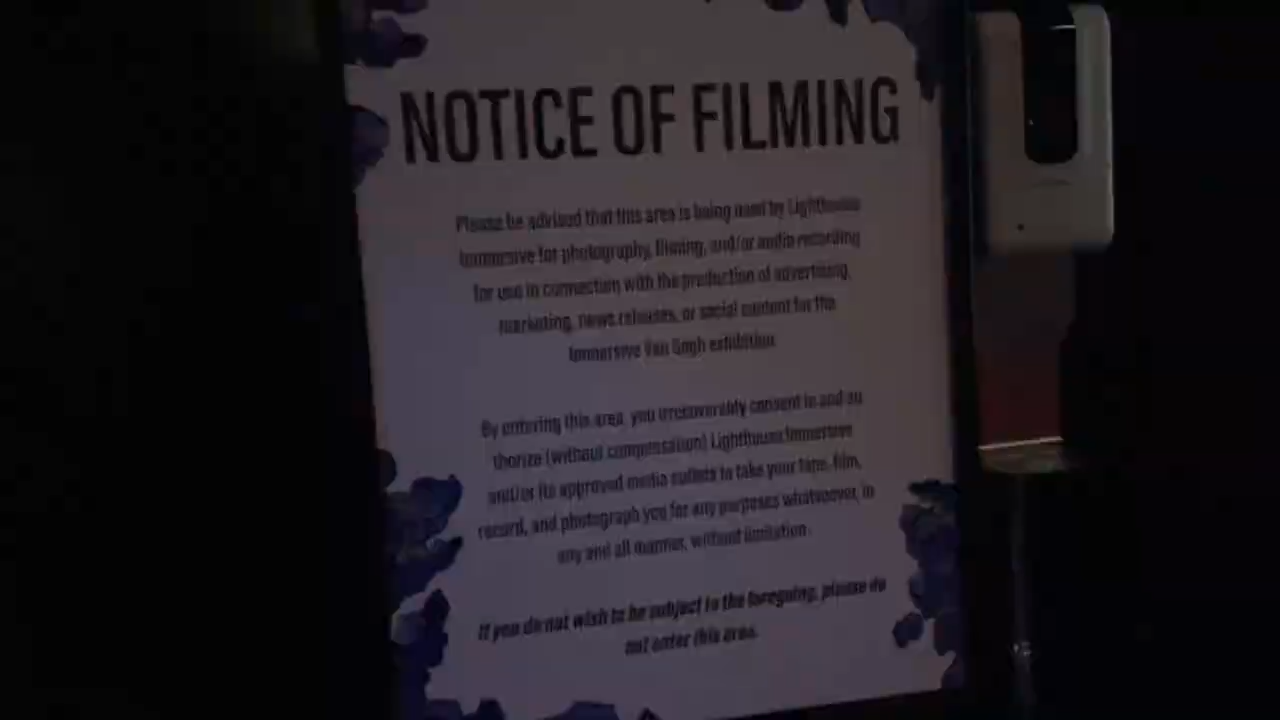 NOTICE OF FILMING
Please be advised that this area is being used by Lighthouse
Immersive for photography, filming, and/or audio recording
for use in connection with the production of advertising,
marketing, news releases, or social content for the
Immersive Van Gogh exhibition
By entering this area, you irrecoverably consent to and au
thorize (without compensation) Lighthouse Immersive
and/or its approved media outlets to take your tape, film,
record, and photograph you for any purposes whatsoever, in
any and all manner, without limitation.
If you do not wish to be subject to the foregoing, please do
not enter this area.